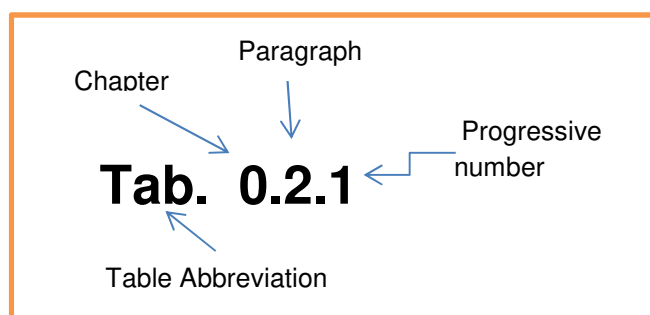 Paragraph
Chapter
Progressive
number
Tab. 0.2.1
Table Abbreviation